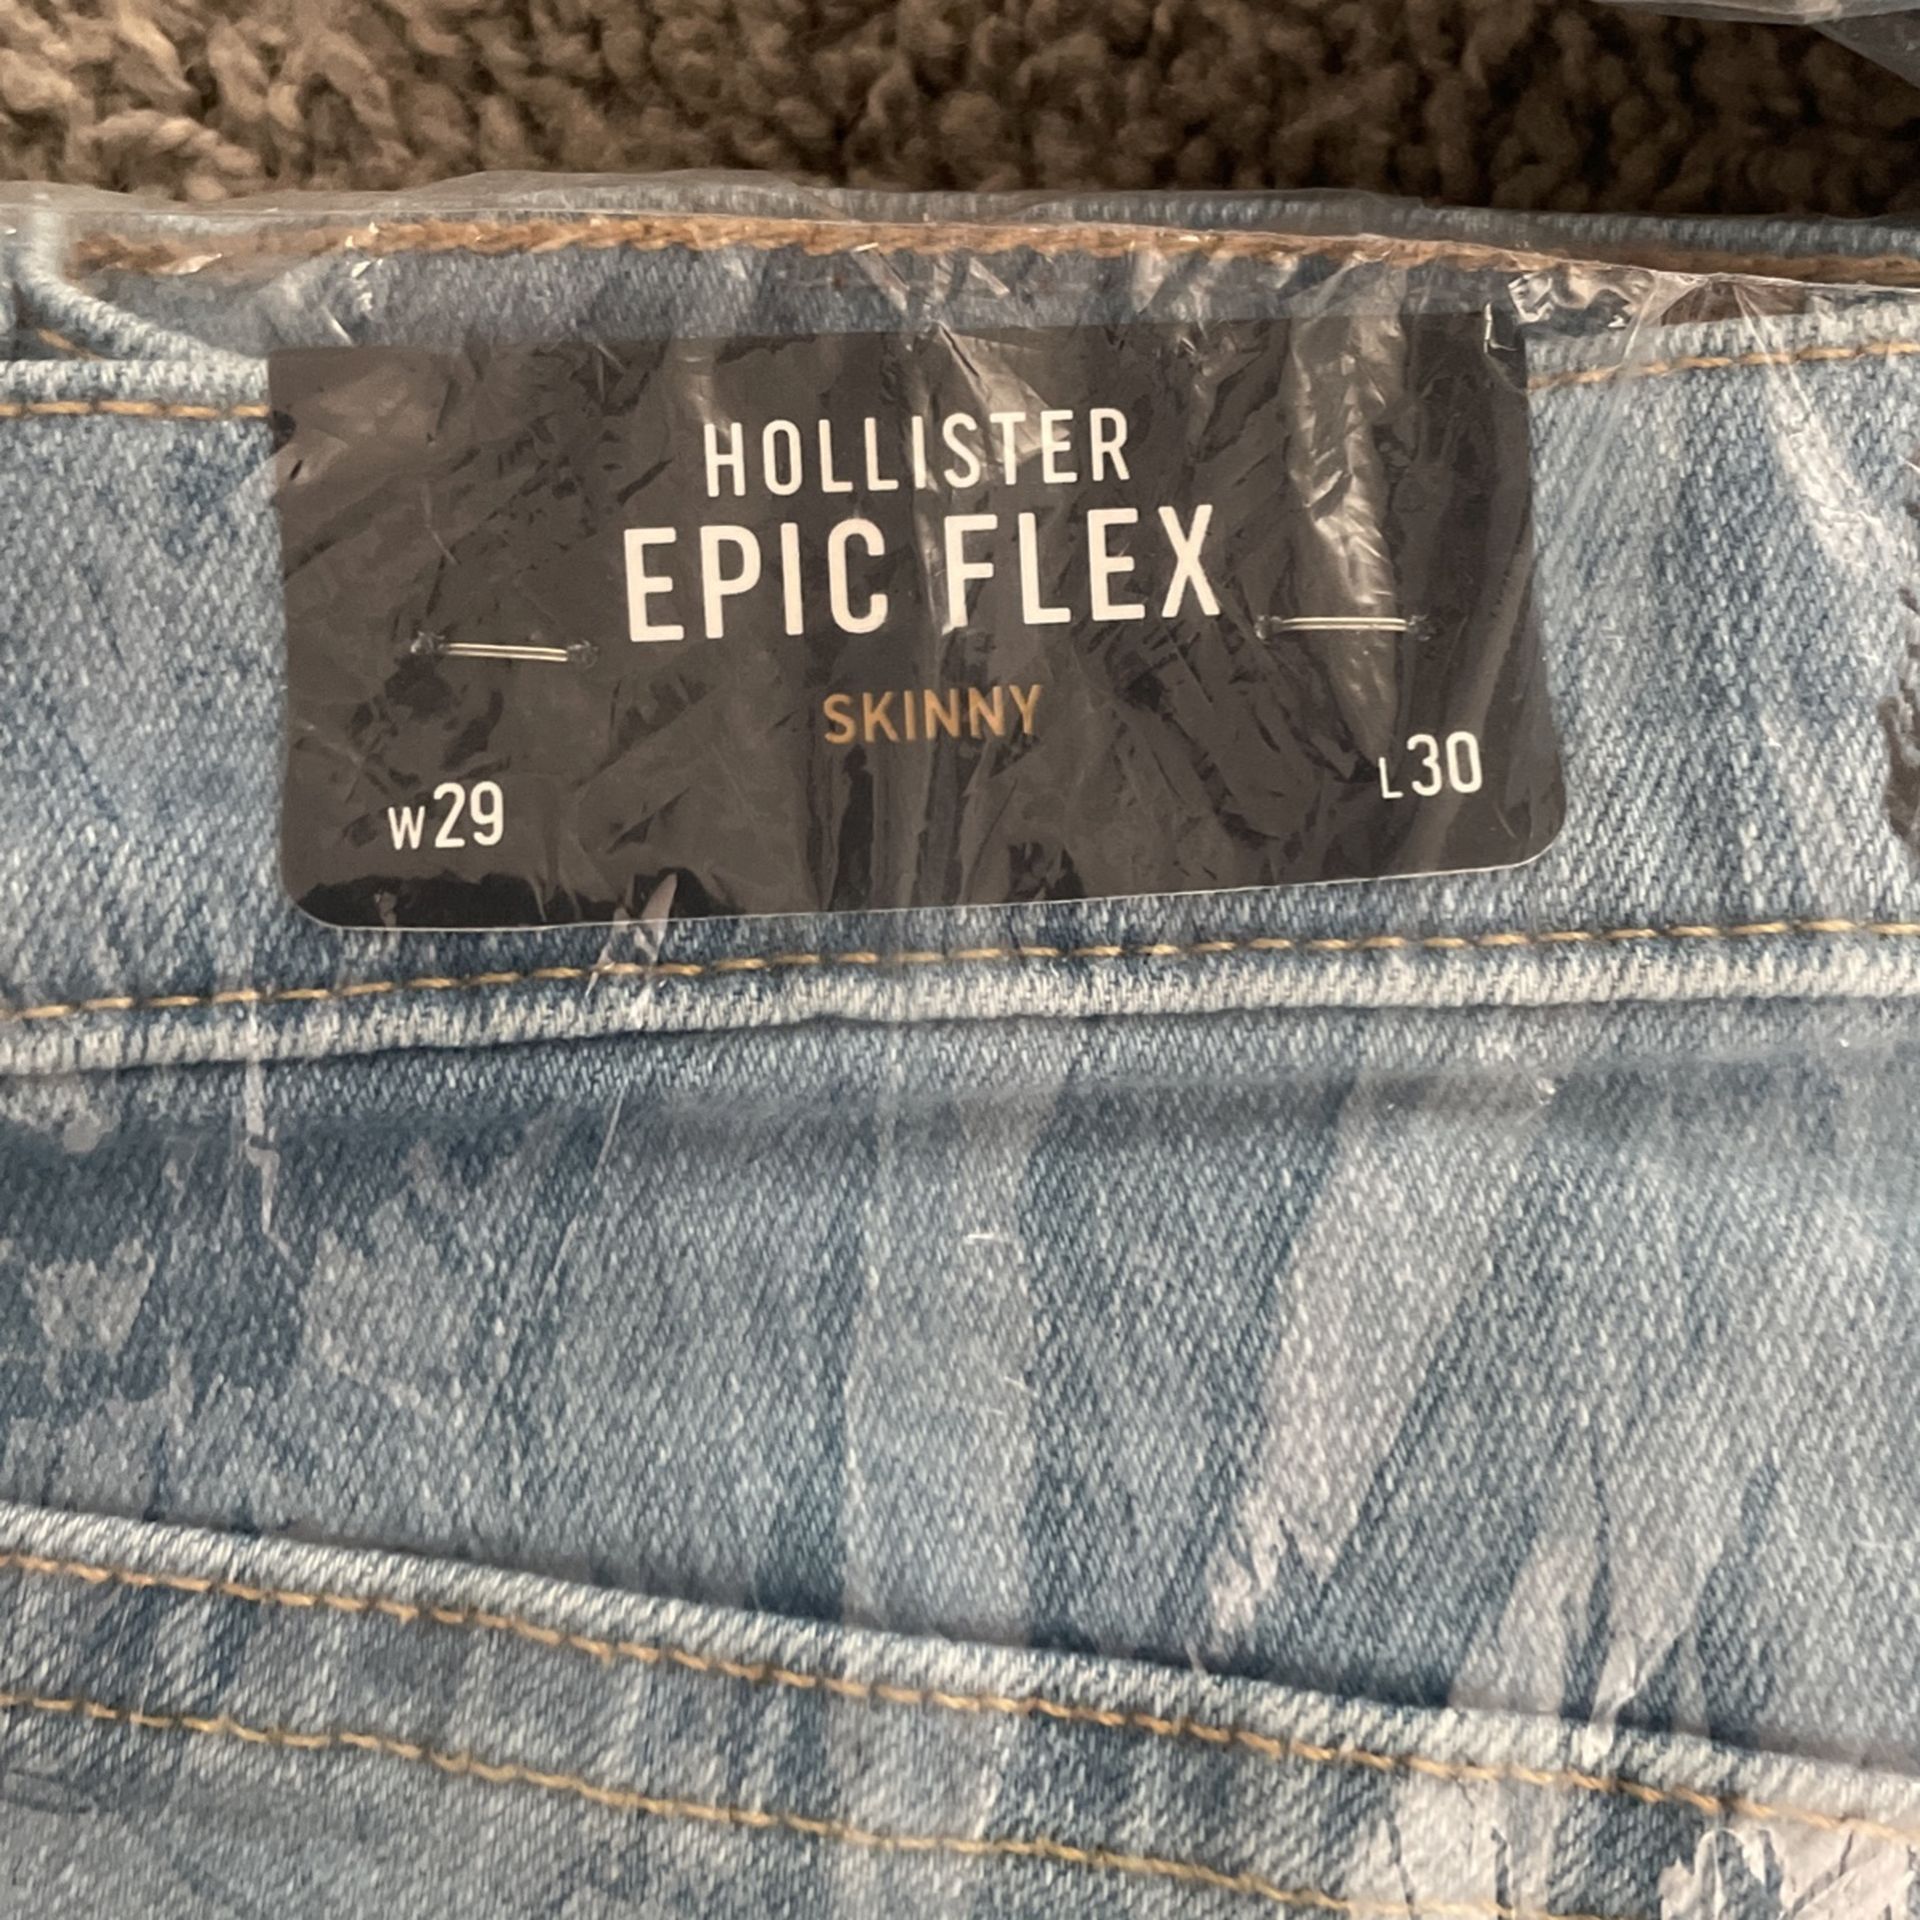 HOLLISTER
EPIC FLEX
SKINNY
W29 L30